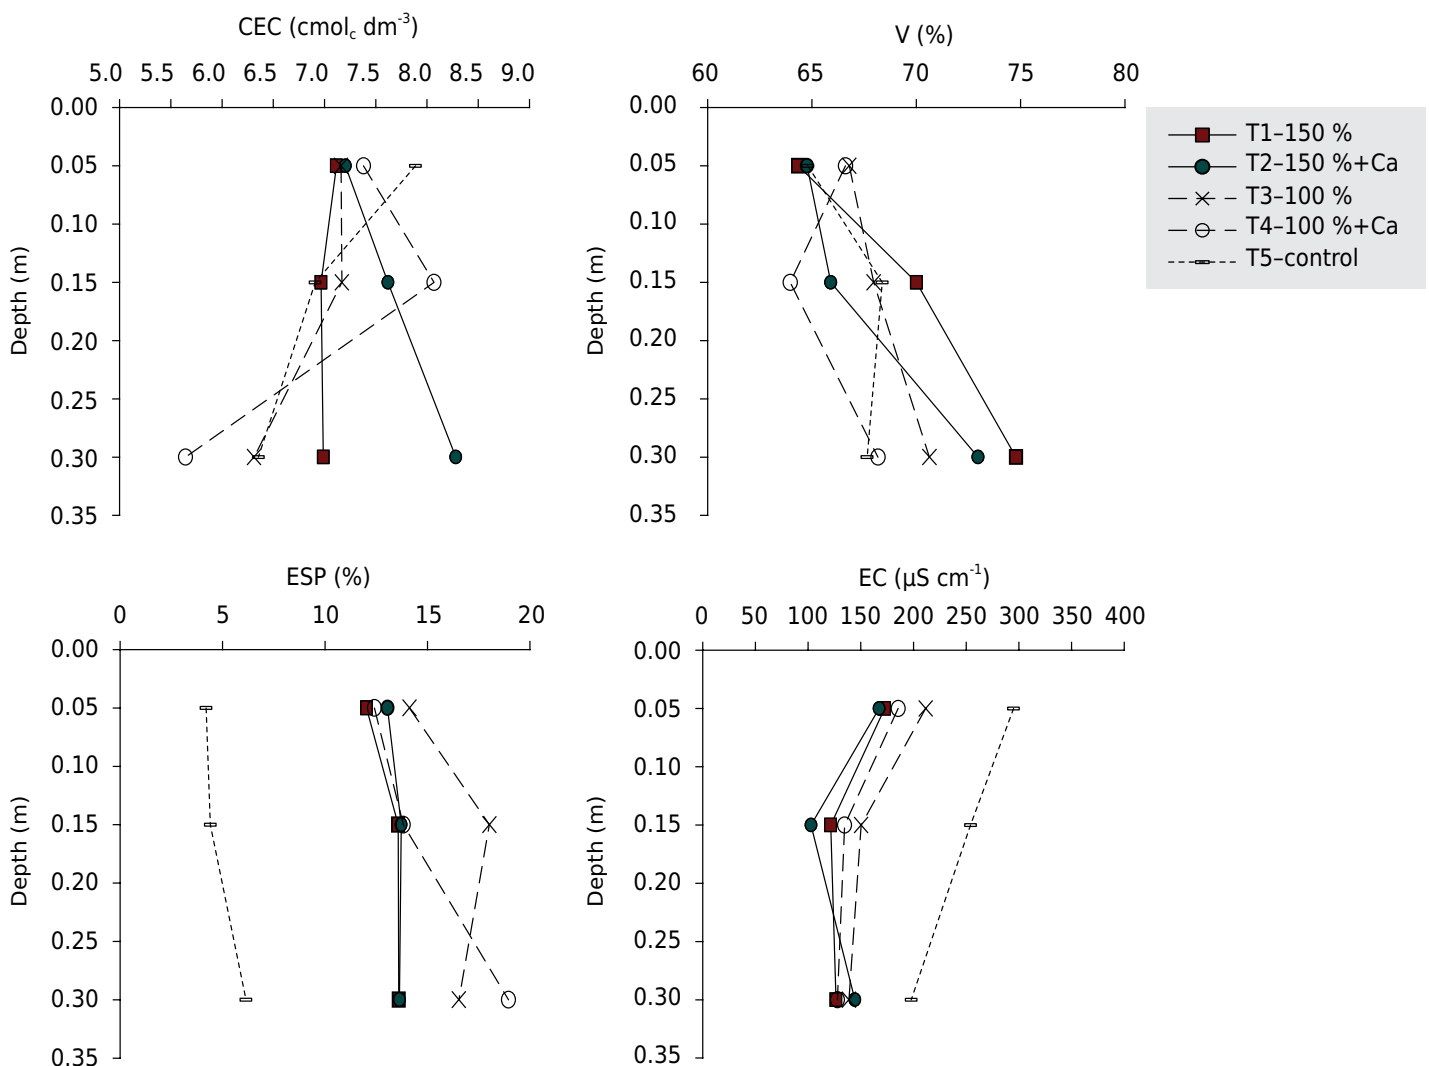 CEC (cmolc dm-3)
5.0 5.5 6.0 6.5 7.0 7.5 8.0 8.5 9.0
0.00
0.05
0.10
0.15
0.20
0.25
0.30
0.35
Depth (m)
V (%)
60 65 70 75 80
0.00
0.05
0.10
0.15
0.20
0.25
0.30
0.35
Depth (m)
T1–150 %
T2–150 %+Ca
T3–100 %
T4–100 %+Ca
T5–control
ESP (%)
0 5 10 15 20
0.00
0.05
0.10
0.15
0.20
0.25
0.30
0.35
Depth (m)
EC (µS cm-1)
0 50 100 150 200 250 300 350 400
0.00
0.05
0.10
0.15
0.20
0.25
0.30
0.35
Depth (m)